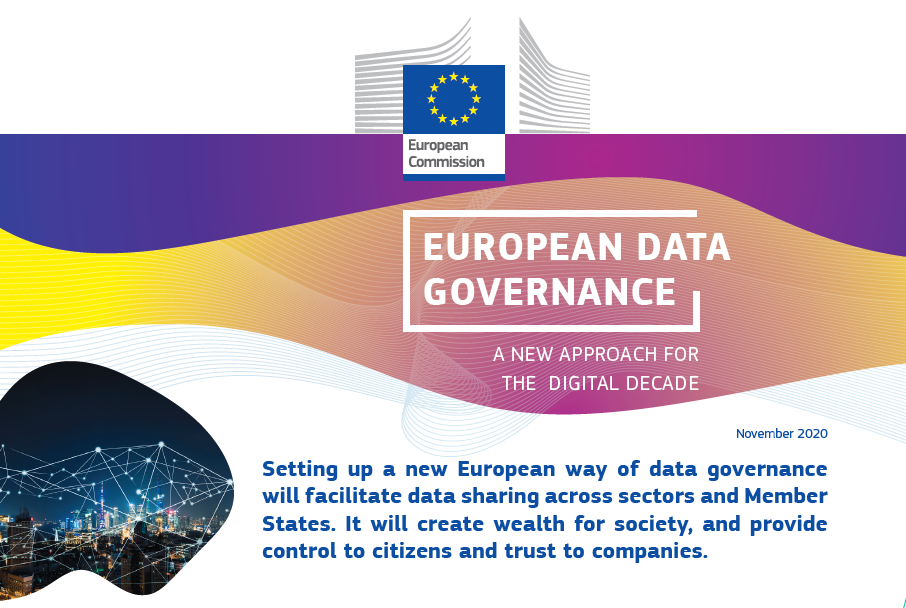 European
Commission
EUROPEAN DATA
GOVERNANCE
A NEW APPROACH FOR
THE DIGITAL DECADE
November 2020
Setting up a new European way of data governance
will facilitate data sharing across sectors and Member
States. It will create wealth for society, and provide
control to citizens and trust to companies.